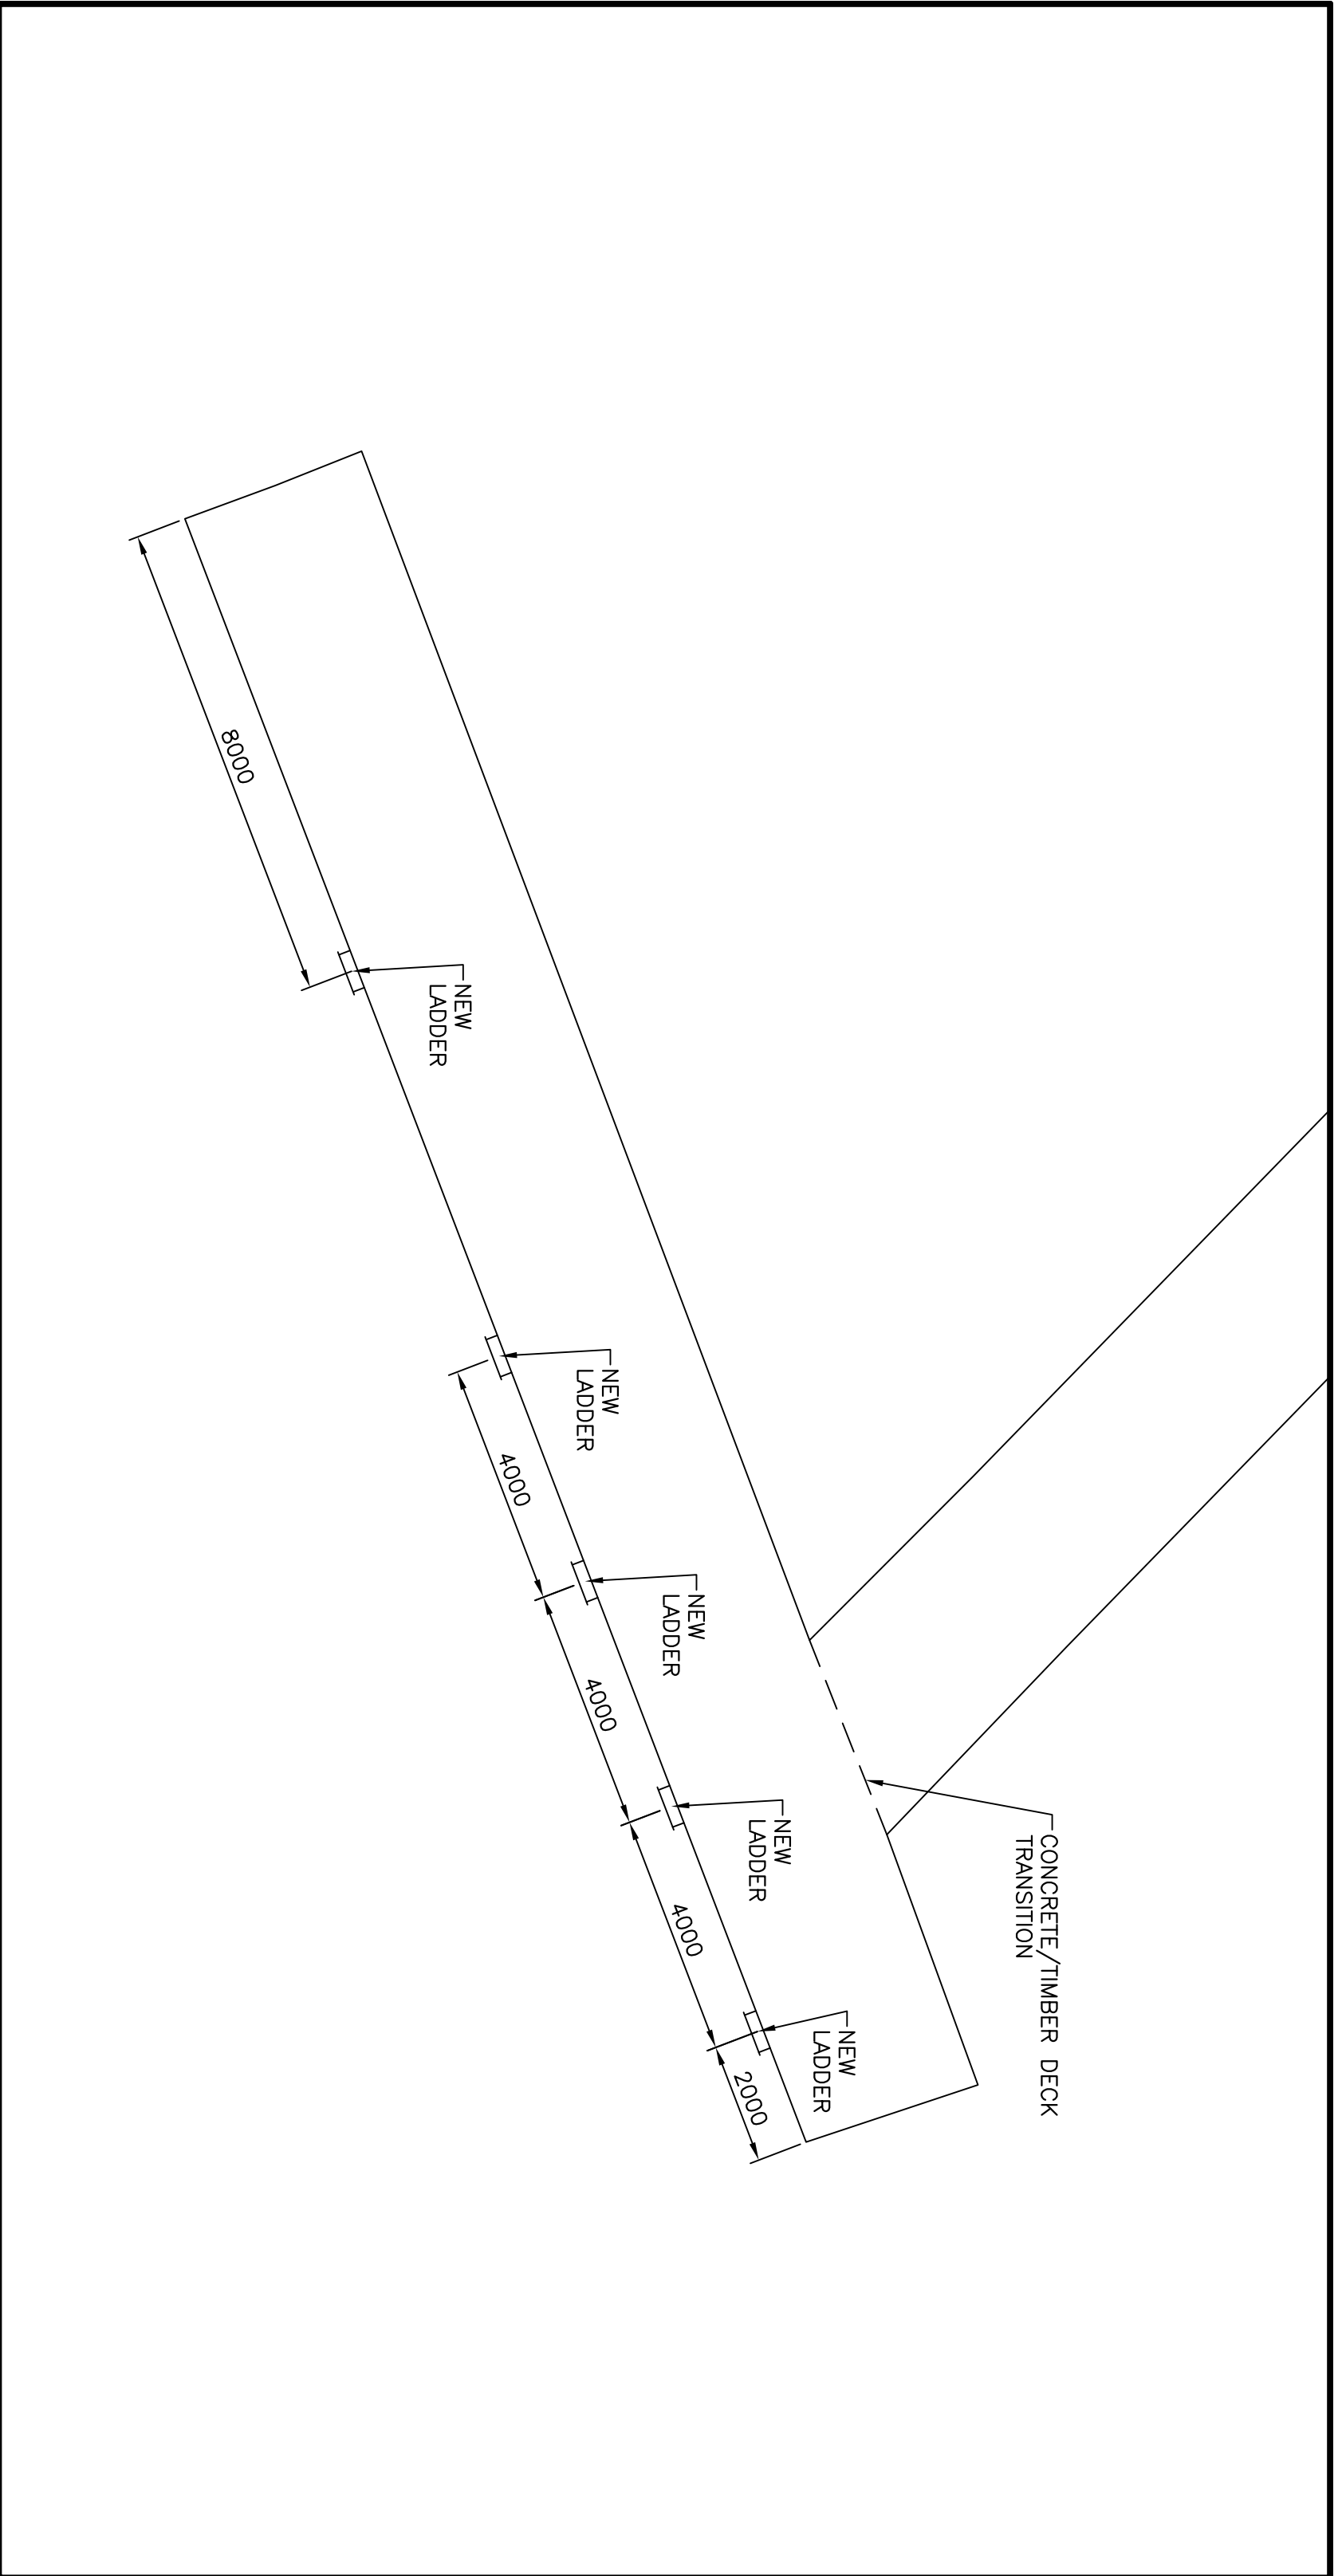 CONCRETE/TIMBER DECK
TRANSITION
8000
NEW
LADDER
NEW
LADDER
4000
NEW
LADDER
4000
NEW
LADDER
4000
NEW
LADDER
2000